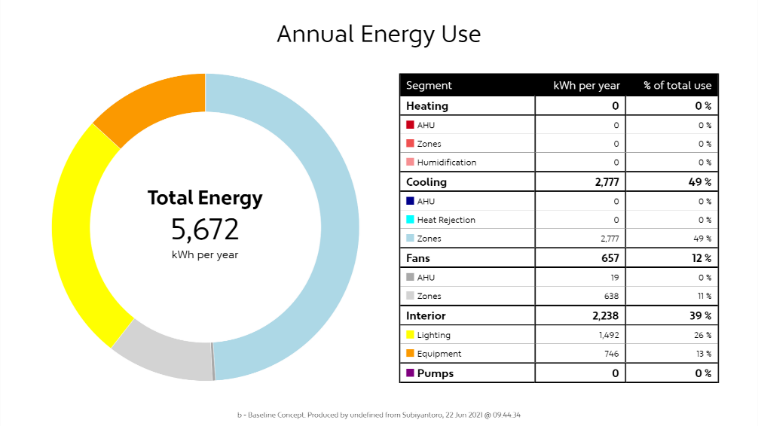 Annual Energy Use
Total Energy
5,672
kWh per year
Segment kWh per year % of total use
Heating 0 0 %
AHU 0 0 %
Zones 0 0 %
Humidification 0 0 %
Cooling 2,777 49 %
AHU 0 0 %
Heat Rejection 0 0 %
Zones 2,777 49 %
Fans 657 12 %
AHU 19 0 %
Zones 638 11 %
Interior 2,238 39 %
Lighting 1,492 26 %
Equipment 746 13 %
Pumps 0 0 %
b - Baseline Concept. Produced by undefined from Subiyantoro, 22 Jun 2021 @ 09:44:34